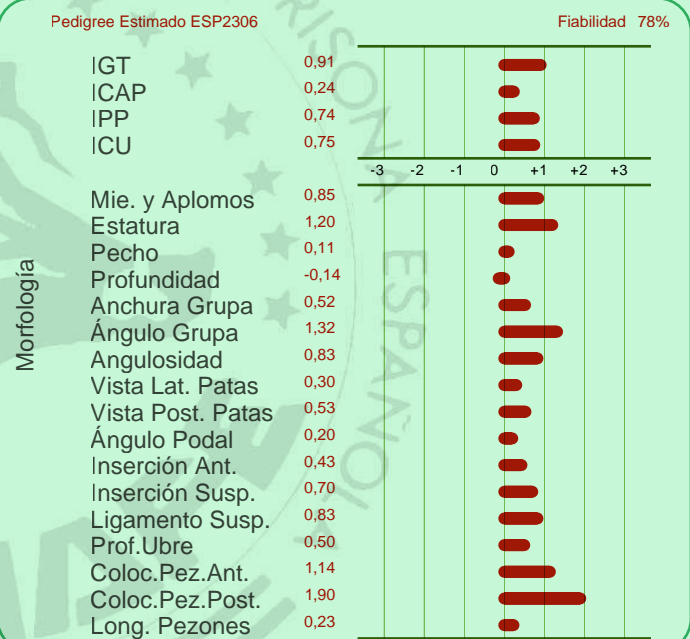 Pedigree Estimado ESP2306 Fiabilidad 78%
IGT 0,91
ICAP 0,24
IPP 0,74
ICU 0,75
-3 -2 -1 0 +1 +2 +3
Morfología
Mie. y Aplomos 0,85
Estatura 1,20
Pecho 0,11
Profundidad -0,14
Anchura Grupa 0,52
Ángulo Grupa 1,32
Angulosidad 0,83
Vista Lat. Patas 0,30
Vista Post. Patas 0,53
Ángulo Podal 0,20
Inserción Ant. 0,43
Inserción Susp. 0,70
Ligamento Susp. 0,83
Prof.Ubre 0,50
Coloc.Pez.Ant. 1,14
Coloc.Pez.Post. 1,90
Long. Pezones 0,23
RISONA ESPAÑOLA